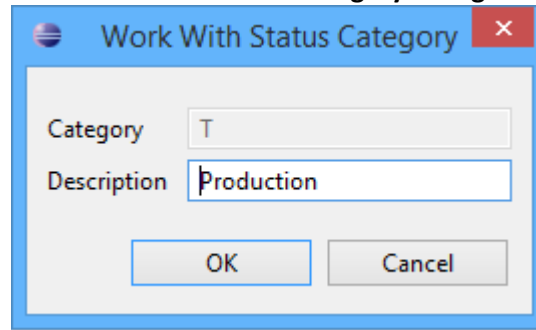 Work With Status Category
Category T
Description Production
OK Cancel